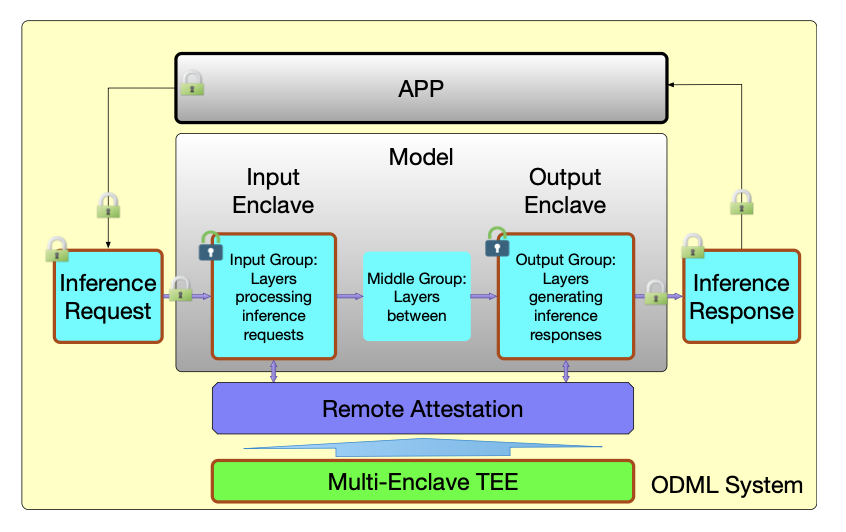 APP
Model
Input
Enclave
Output
Enclave
Inference
Request
Input Group:
Layers
processing
inference
requests
Middle Group:
Layers
between
Output Group:
Layers
generating
inference
responses
Inference
Response
Remote Attestation
Multi-Enclave TEE
ODML System